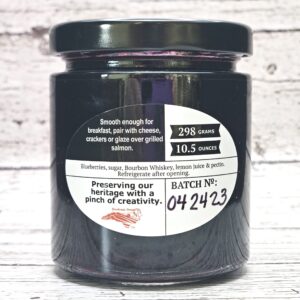 Smooth enough for
breakfast, pair with cheese,
crackers or glaze over grilled
salmon.
298 GRAMS
10.5 OUNCES
Blueberries, sugar, Bourbon Whiskey, lemon juice & pectin.
Refreigerate after opening.
Preserving our
heritage with a
pinch of creativity.
BATCH Nº:
042423